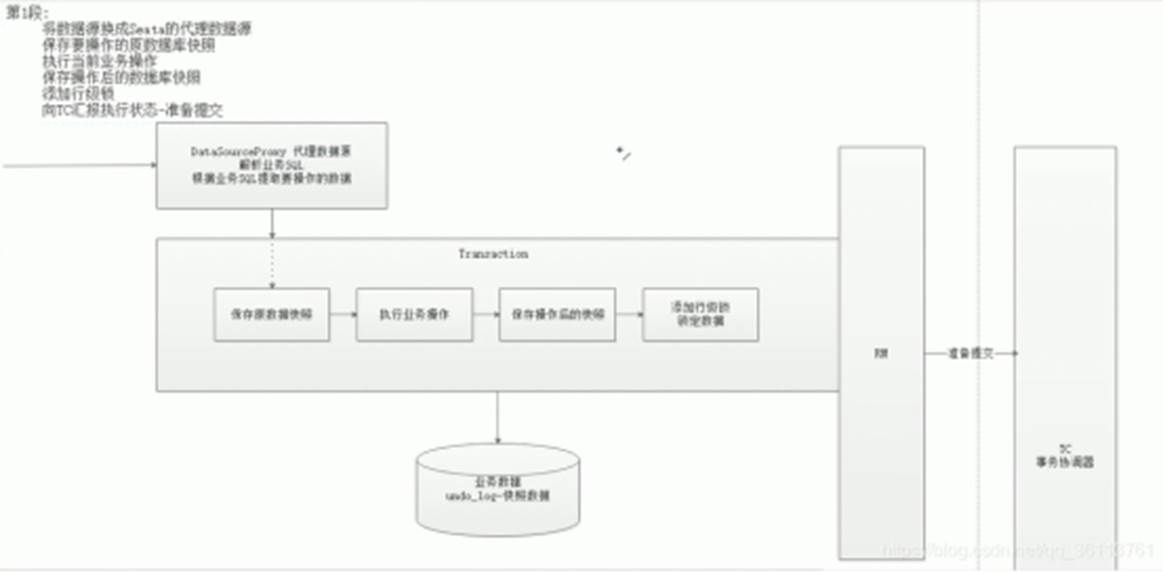 第1段:
将数据源换成Seata的代理数据源
保存要操作的原数据库快照
执行当前业务操作
保存操作后的数据库快照
添加行级锁
向TC汇报执行状态-准备提交
DataSourceProxy 代理数据源
解析业务SQL
根据业务SQL提取要操作的数据
Transaction
保存原数据快照
执行业务操作
保存操作后的快照
添加行级锁
锁定数据
RM
准备提交
TC
事务协调器
业务数据
undo_log-快照数据
https://blog.csdn.net/qq_36113761